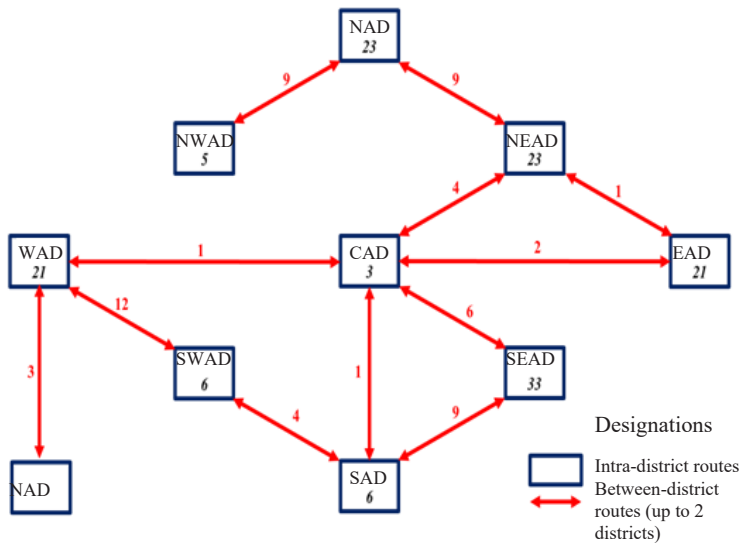 NAD
23
9
9
NWAD
5
NEAD
23
4
1
WAD
21
1
CAD
3
2
EAD
21
12
6
3
SWAD
6
1
SEAD
33
4
9
NAD
SAD
6
Designations
Intra-district routes
Between-district
routes (up to 2
districts)